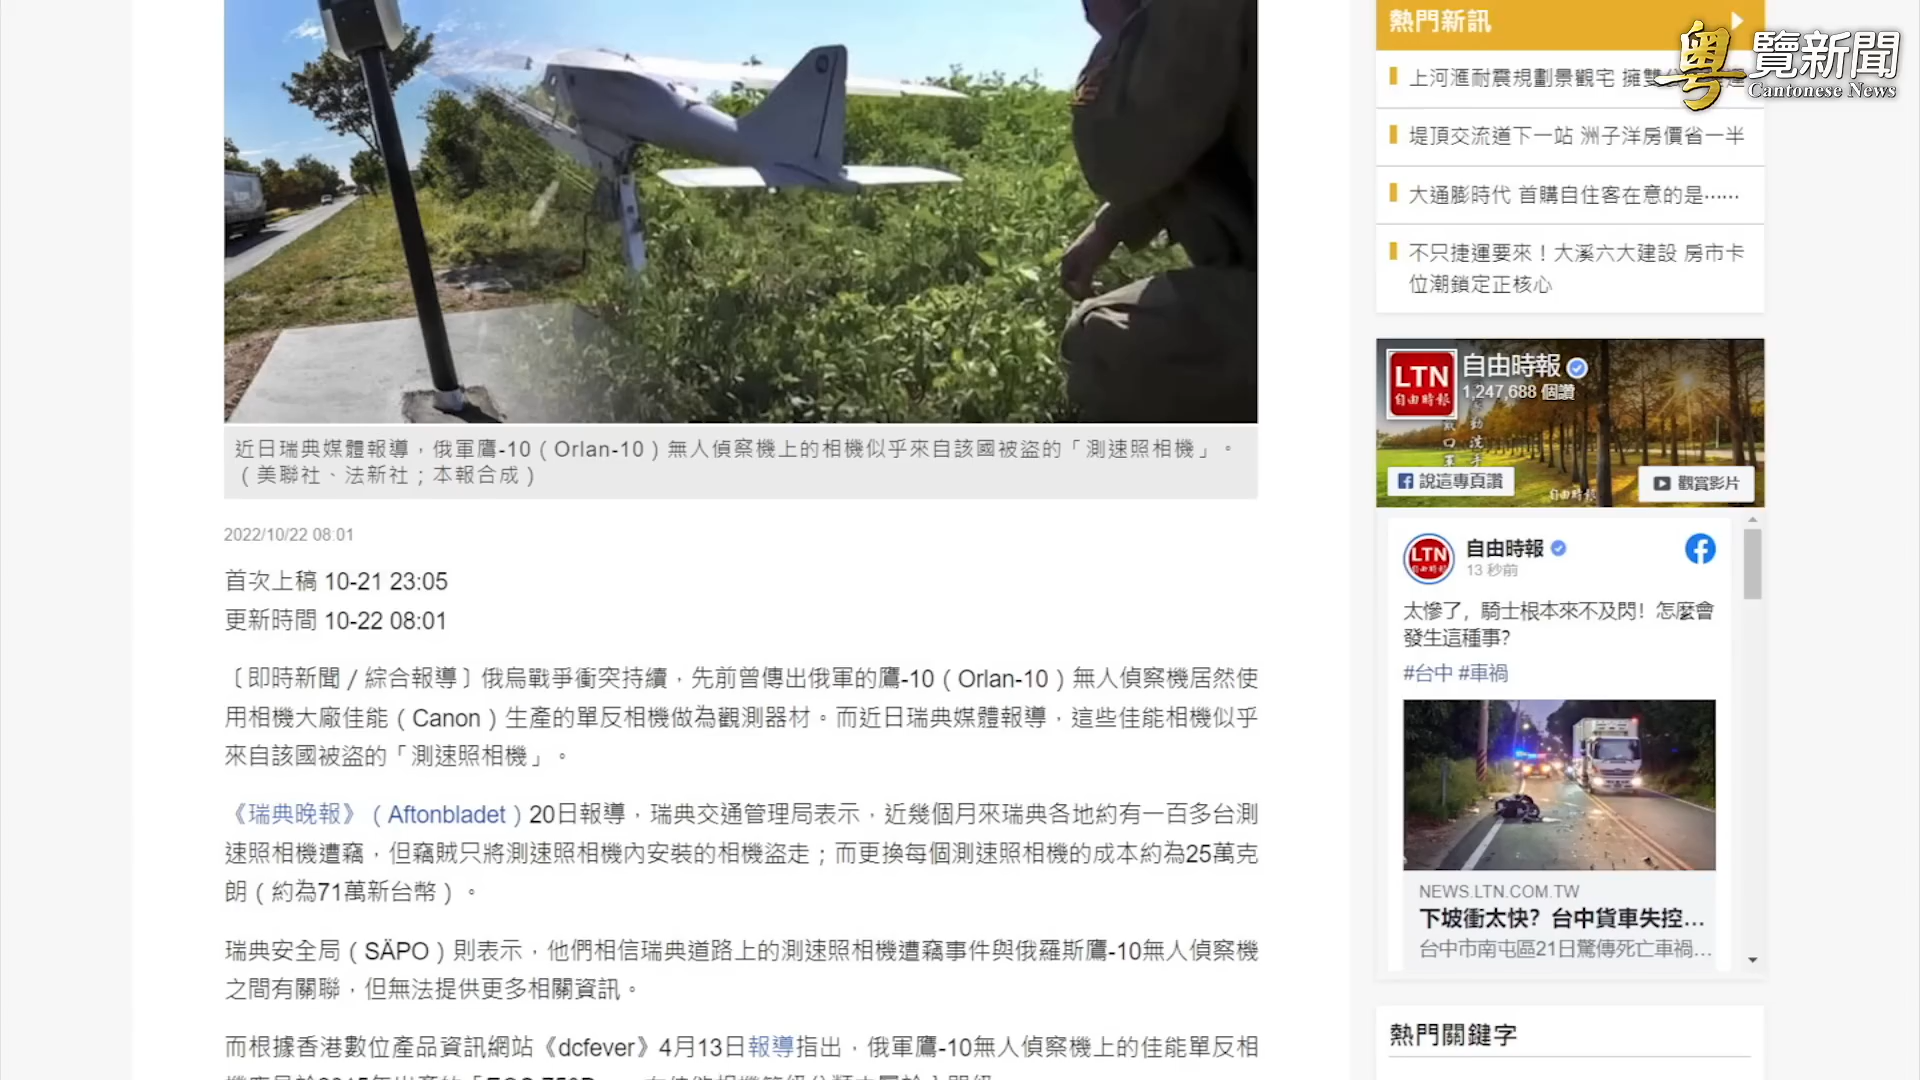 熱門新訊
粵覽新聞
Cantonese News
上河滙耐震規劃景觀宅 擁雙
堤頂交流道下一站 洲子洋房價省一半
大通膨時代 首購自住客在意的是……
不只捷運要來！大溪六大建設 房市卡
位潮鎖定正核心
近日瑞典媒體報導，俄軍鷹-10（Orlan-10）無人偵察機上的相機似乎來自該國被盜的「測速照相機」。
（美聯社、法新社；本報合成）
2022/10/22 08:01
首次上稿 10-21 23:05
更新時間 10-22 08:01
〔即時新聞／綜合報導〕俄烏戰爭衝突持續，先前曾傳出俄軍的鷹-10（Orlan-10）無人偵察機居然使
用相機大廠佳能（Canon）生產的單反相機做為觀測器材。而近日瑞典媒體報導，這些佳能相機似乎
來自該國被盜的「測速照相機」。
《瑞典晚報》（Aftonbladet）20日報導，瑞典交通管理局表示，近幾個月來瑞典各地約有一百多台測
速照相機遭竊，但竊賊只將測速照相機內安裝的相機盜走；而更換每個測速照相機的成本約為25萬克
朗（約為71萬新台幣）。
瑞典安全局（SÄPO）則表示，他們相信瑞典道路上的測速照相機遭竊事件與俄羅斯鷹-10無人偵察機
之間有關聯，但無法提供更多相關資訊。
而根據香港數位產品資訊網站《dcfever》4月13日報導指出，俄軍鷹-10無人偵察機上的佳能單反相
LTN
自由時報
自由時報
1,247,688 個讚
說這專頁讚
自由時報
觀賞影片
LTN
自由時報
自由時報
13 秒前
太慘了，騎士根本來不及閃！怎麼會
發生這種事？
#台中 #車禍
NEWS.LTN.COM.TW
下坡衝太快？台中貨車失控...
台中市南屯區21日驚傳死亡車禍...
熱門關鍵字